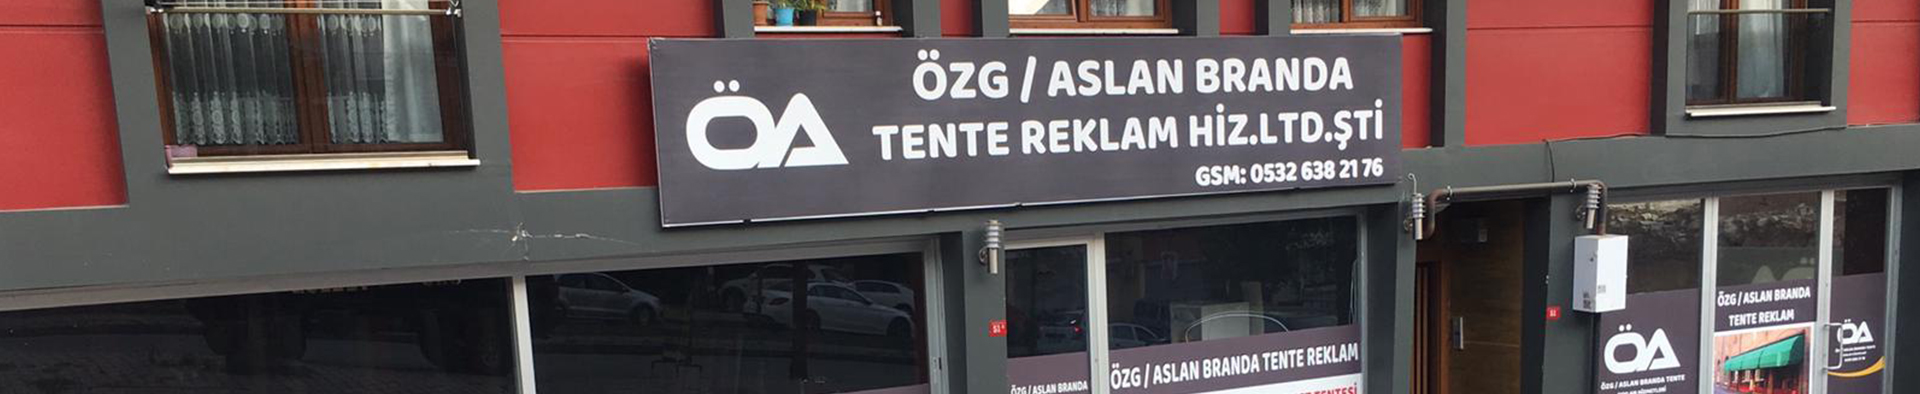 ÖA
ÖZG / ASLAN BRANDA
TENTE REKLAM HİZ.LTD.ŞTİ
GSM: 0532 638 21 76
ÖZG / ASLAN BRANDA
ÖZG / ASLAN BRANDA TENTE REKLAM
TENTESİ
ÖA
ÖZG / ASLAN BRANDA TENTE
ÖZG / ASLAN BRANDA
TENTE REKLAM
ÖA